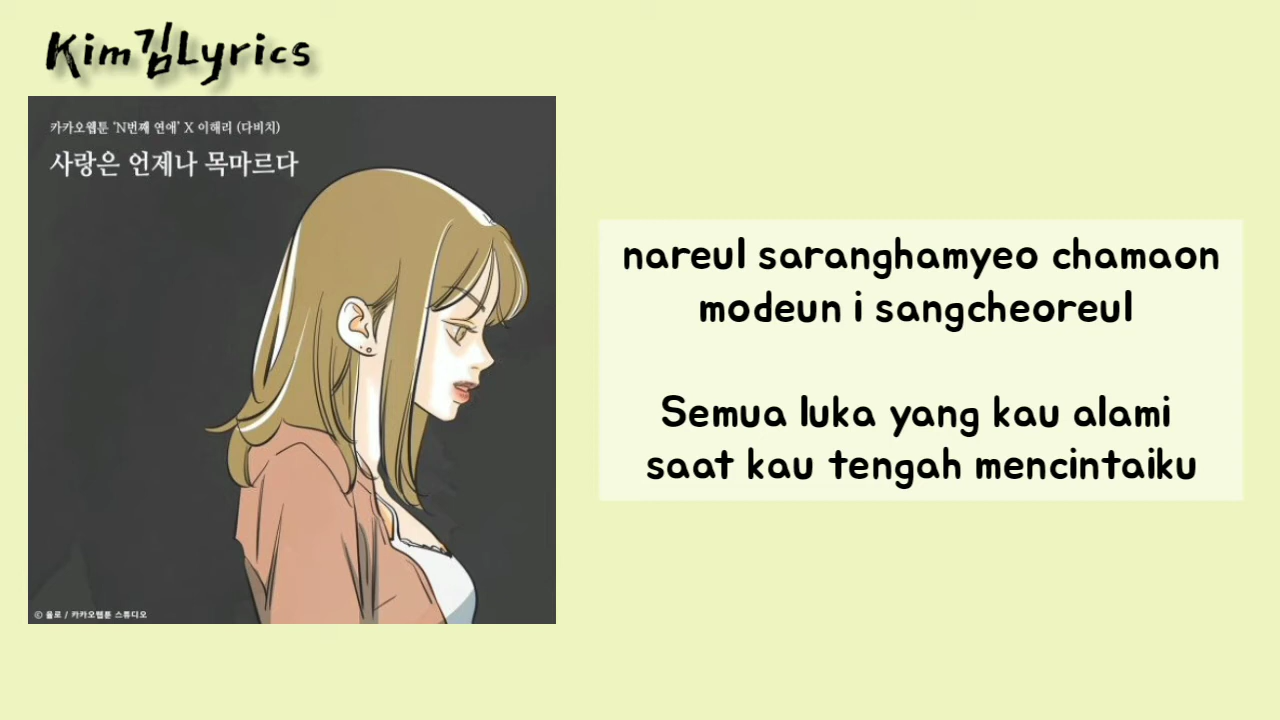 Kim김Lyrics
카카오웹툰 'N번째 연애' X 이해리 (다비치)
사랑은 언제나 목마르다
nareul saranghamyeo chamaon
modeun i sangcheoreul
Semua luka yang kau alami
saat kau tengah mencintaiku
© 율로 / 카카오웹툰 스튜디오